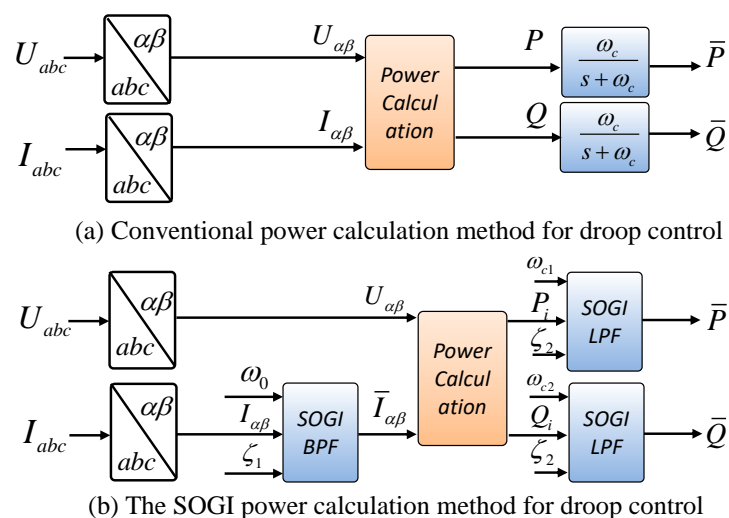 U_abc αβ abc U_αβ Power Calcul ation P ω_c / (s + ω_c) P̄
I_abc αβ abc I_αβ Q ω_c / (s + ω_c) Q̄
(a) Conventional power calculation method for droop control
U_abc αβ abc U_αβ Power Calcul ation ω_c1 P_i ζ_2 SOGI LPF P̄
I_abc αβ abc ω_0 I_αβ ζ_1 SOGI BPF Ī_αβ ω_c2 Q_i ζ_2 SOGI LPF Q̄
(b) The SOGI power calculation method for droop control